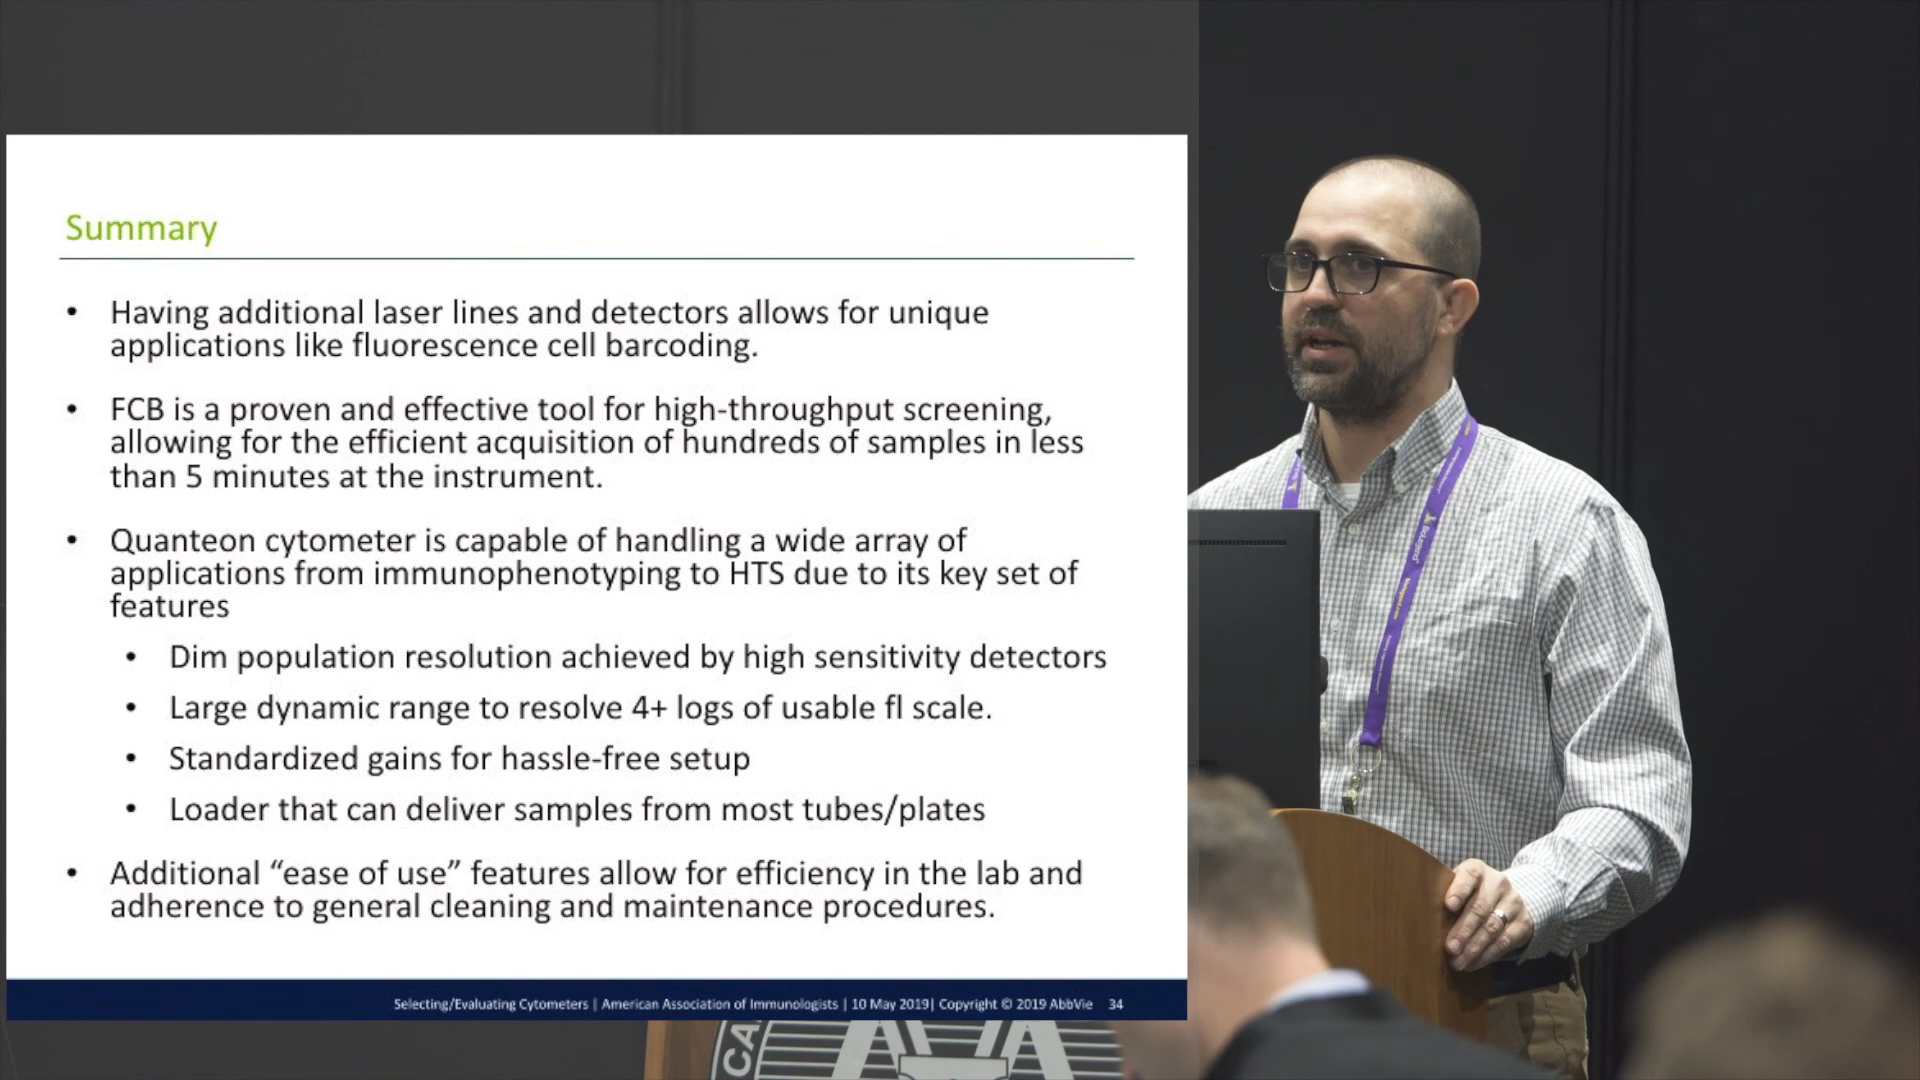 Summary
• Having additional laser lines and detectors allows for unique
applications like fluorescence cell barcoding.
• FCB is a proven and effective tool for high-throughput screening,
allowing for the efficient acquisition of hundreds of samples in less
than 5 minutes at the instrument.
• Quanteon cytometer is capable of handling a wide array of
applications from immunophenotyping to HTS due to its key set of
features
• Dim population resolution achieved by high sensitivity detectors
• Large dynamic range to resolve 4+ logs of usable fl scale.
• Standardized gains for hassle-free setup
• Loader that can deliver samples from most tubes/plates
• Additional “ease of use” features allow for efficiency in the lab and
adherence to general cleaning and maintenance procedures.
Selecting/Evaluating Cytometers | American Association of Immunologists | 10 May 2019| Copyright © 2019 AbbVie 34
CA